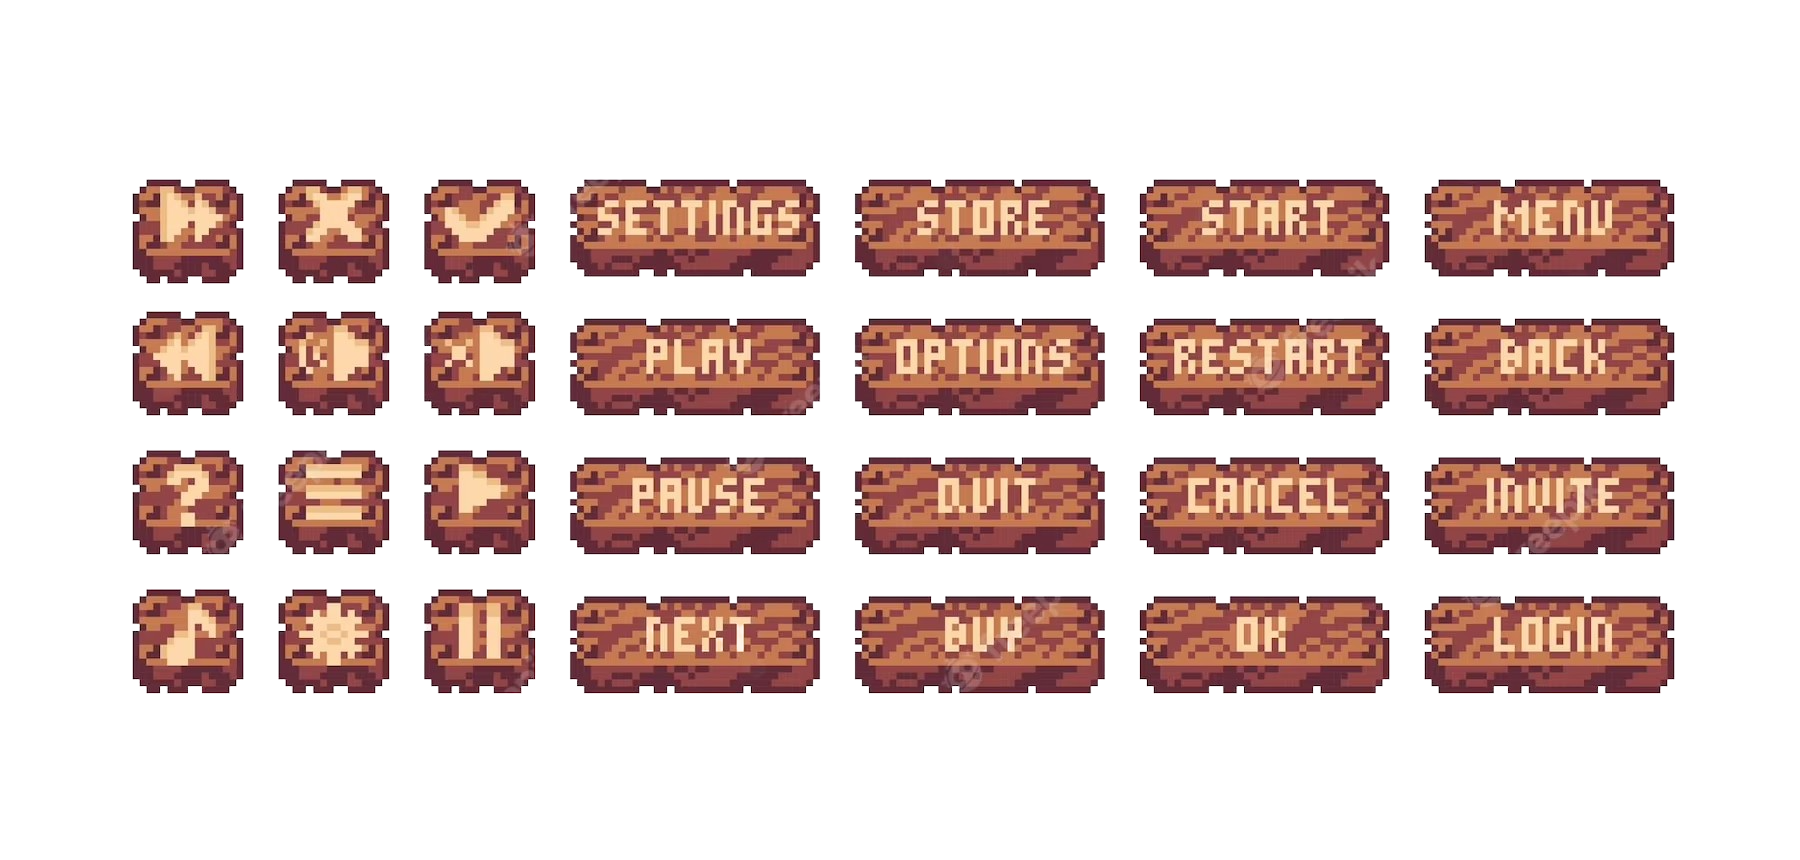 SETTINGS STORE START MENU
PLAY OPTIONS RESTART BACK
? PAUSE QUIT CANCEL INVITE
NEXT BUY OK LOGIN